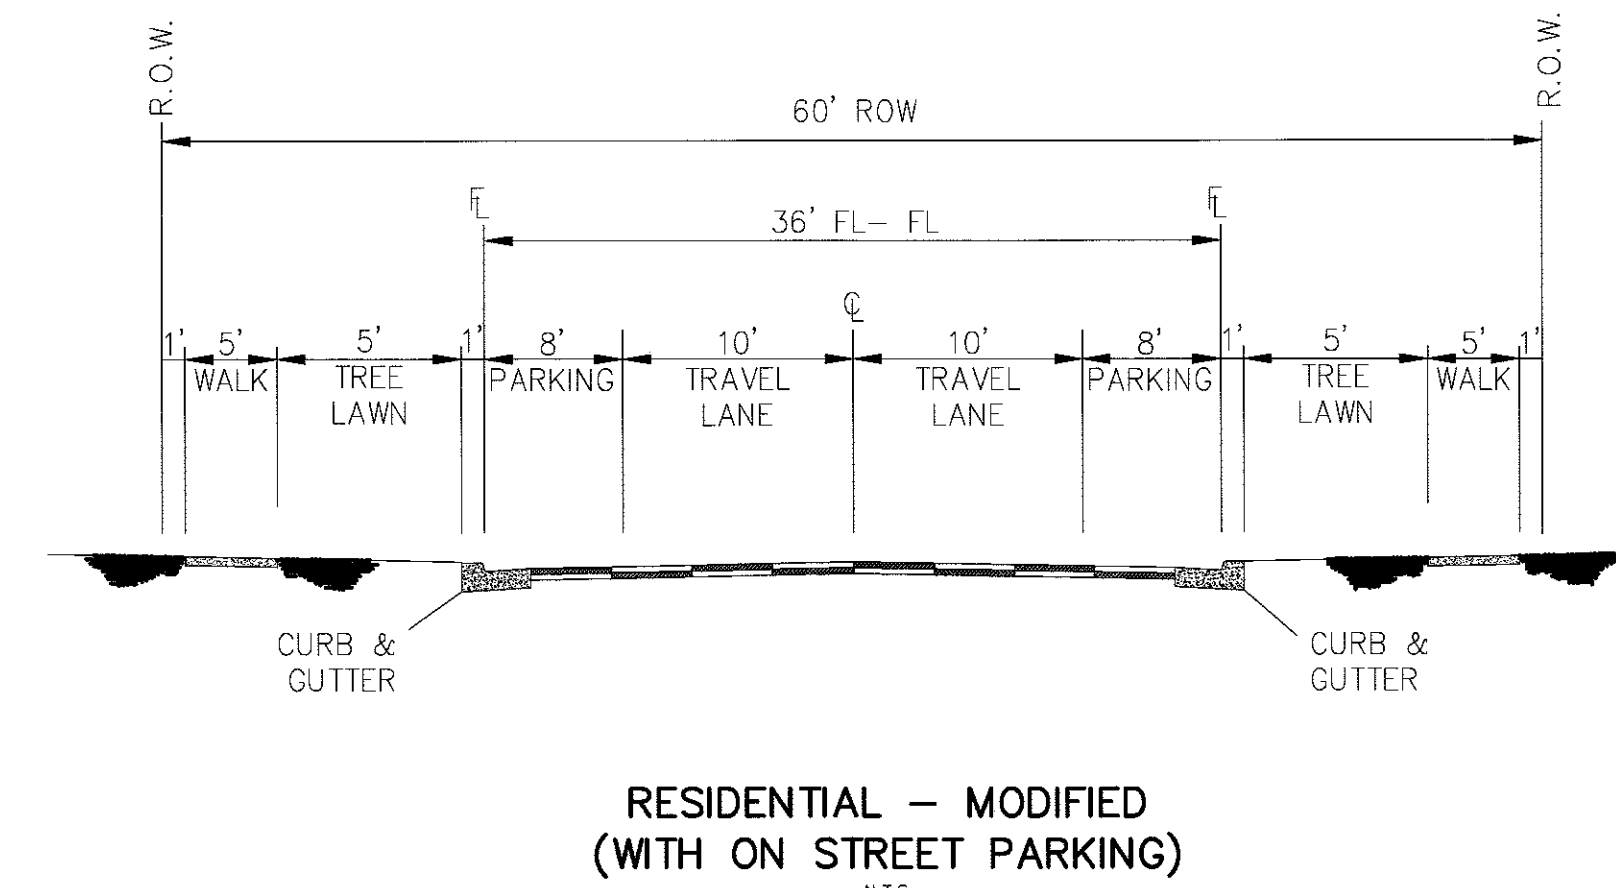 R.O.W.
R.O.W.
60' ROW
FL
FL
36' FL- FL
CL
1' 5' 5' 1' 8' 10' 10' 8' 1' 5' 5' 1'
WALK TREE LAWN PARKING TRAVEL LANE TRAVEL LANE PARKING TREE LAWN WALK
CURB &
GUTTER
CURB &
GUTTER
RESIDENTIAL – MODIFIED
(WITH ON STREET PARKING)